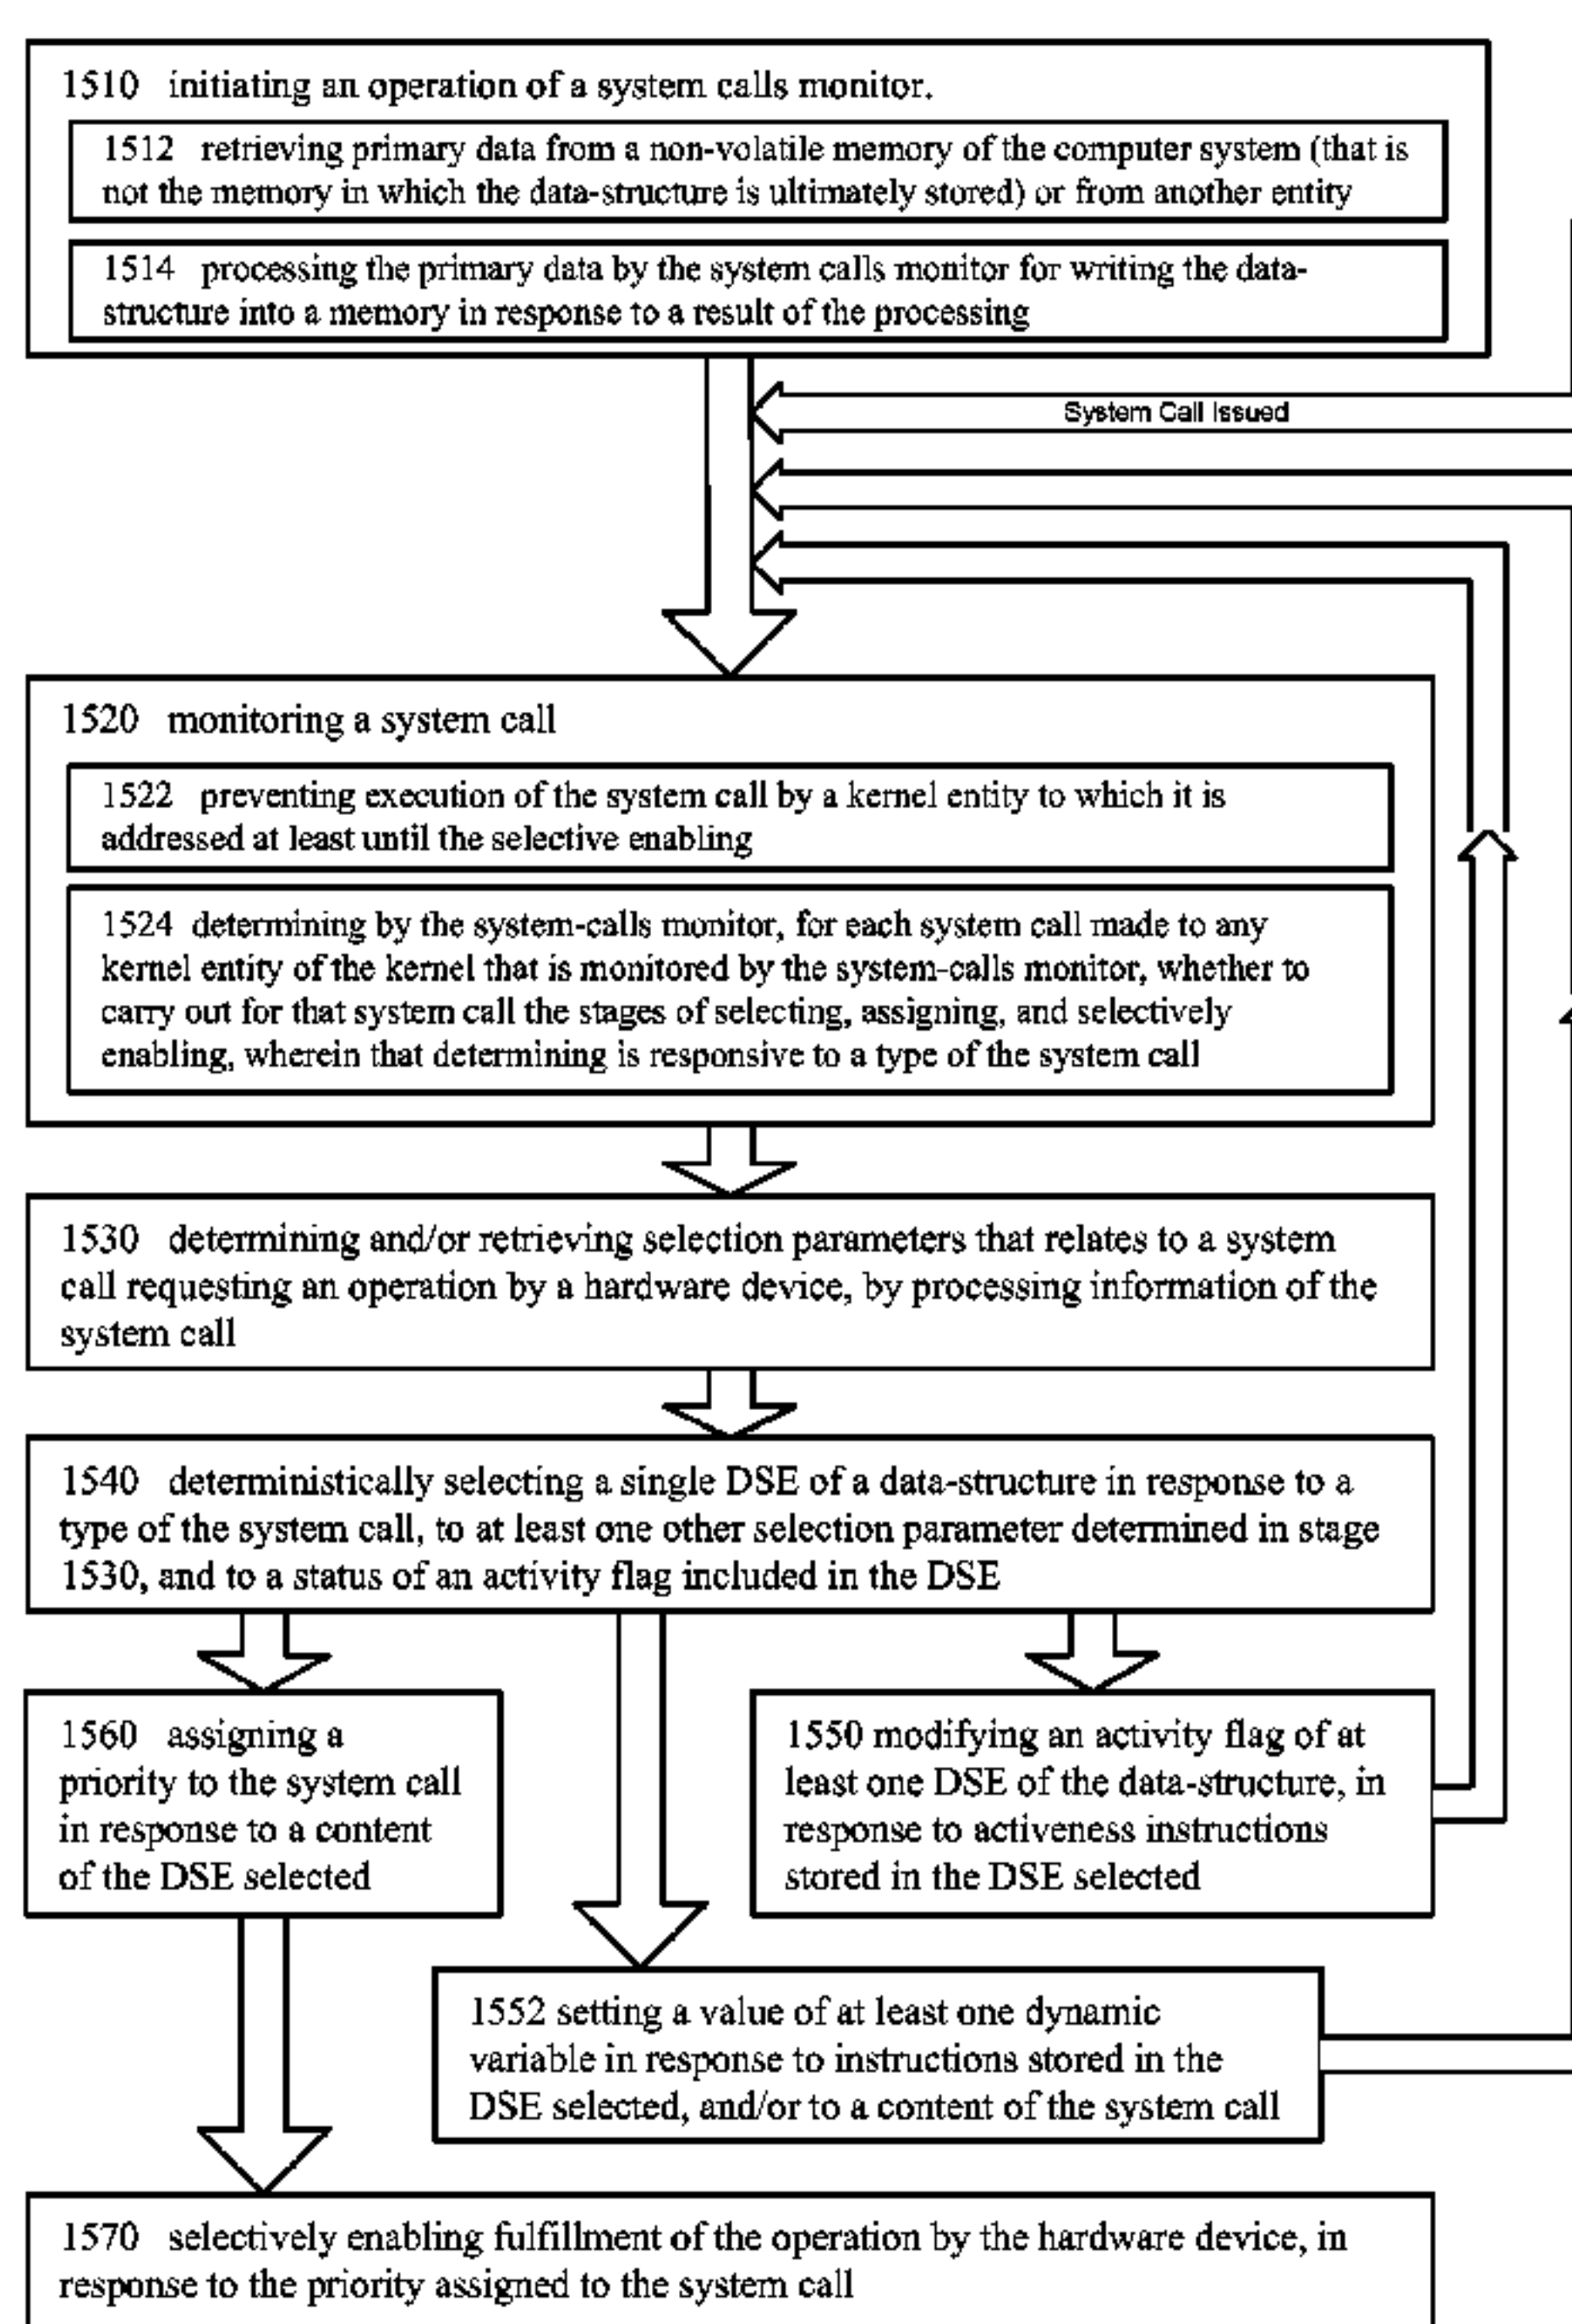 1510 initiating an operation of a system calls monitor.
1512 retrieving primary data from a non-volatile memory of the computer system (that is
not the memory in which the data-structure is ultimately stored) or from another entity
1514 processing the primary data by the system calls monitor for writing the data-
structure into a memory in response to a result of the processing
System Call Issued
1520 monitoring a system call
1522 preventing execution of the system call by a kernel entity to which it is
addressed at least until the selective enabling
1524 determining by the system-calls monitor, for each system call made to any
kernel entity of the kernel that is monitored by the system-calls monitor, whether to
carry out for that system call the stages of selecting, assigning, and selectively
enabling, wherein that determining is responsive to a type of the system call
1530 determining and/or retrieving selection parameters that relates to a system
call requesting an operation by a hardware device, by processing information of the
system call
1540 deterministically selecting a single DSE of a data-structure in response to a
type of the system call, to at least one other selection parameter determined in stage
1530, and to a status of an activity flag included in the DSE
1560 assigning a
priority to the system call
in response to a content
of the DSE selected
1550 modifying an activity flag of at
least one DSE of the data-structure, in
response to activeness instructions
stored in the DSE selected
1552 setting a value of at least one dynamic
variable in response to instructions stored in the
DSE selected, and/or to a content of the system call
1570 selectively enabling fulfillment of the operation by the hardware device, in
response to the priority assigned to the system call